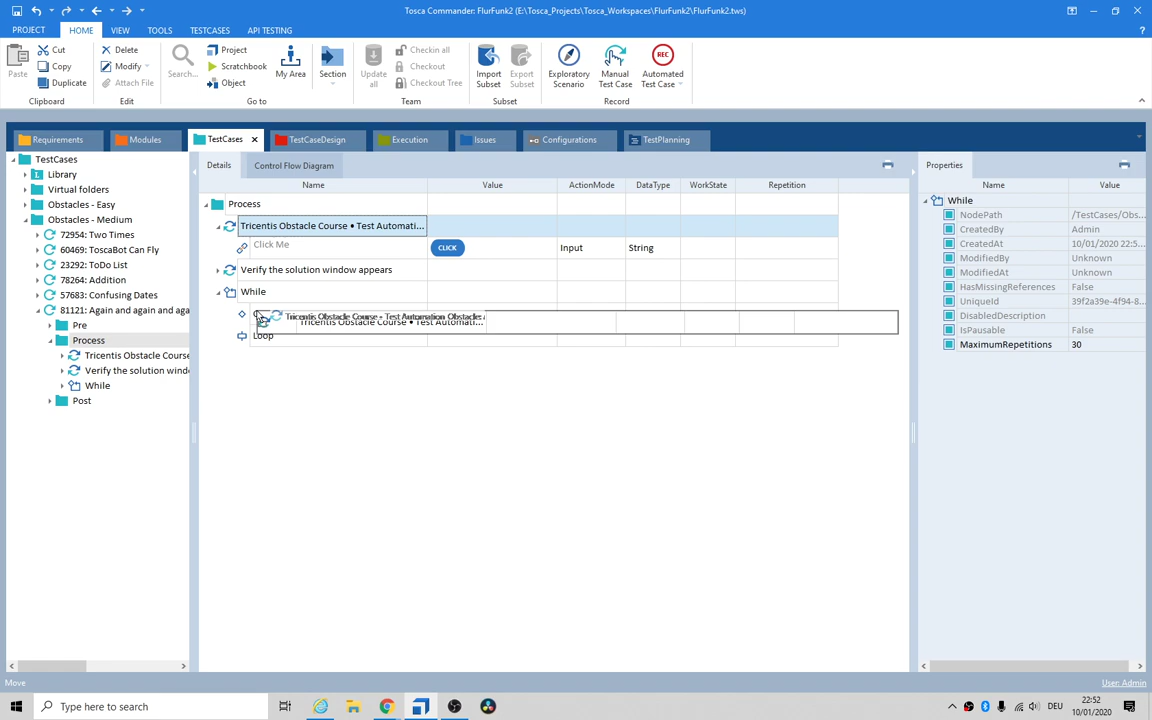 Tosca Commander: FlurFunk2 (E:\Tosca_Projects\Tosca_Workspaces\FlurFunk2\FlurFunk2.tws)
PROJECT HOME VIEW TOOLS TESTCASES API TESTING
Paste
Cut
Copy
Duplicate
Clipboard
Delete
Modify
Attach File
Edit
Search...
Project
Scratchbook
Object
My Area
Go to
Section
Update all
Checkin all
Checkout
Checkout Tree
Team
Import Subset
Export Subset
Subset
Exploratory Scenario
Manual Test Case
REC
Automated Test Case
Record
Requirements Modules TestCases TestCaseDesign Execution Issues Configurations TestPlanning
TestCases
Library
Virtual folders
Obstacles - Easy
Obstacles - Medium
72954: Two Times
60469: ToscaBot Can Fly
23292: ToDo List
78264: Addition
57683: Confusing Dates
81121: Again and again and aga
Pre
Process
Tricentis Obstacle Course
Verify the solution windo
While
Post
Details Control Flow Diagram
Name Value ActionMode DataType WorkState Repetition
Process
Tricentis Obstacle Course • Test Automati...
Click Me CLICK Input String
Verify the solution window appears
While
Tricentis Obstacle Course • Test Automation Obstacle
Tricentis Obstacle Course • Test Automati...
Loop
Properties
Name Value
While
NodePath /TestCases/Obs...
CreatedBy Admin
CreatedAt 10/01/2020 22:5...
ModifiedBy Unknown
ModifiedAt Unknown
HasMissingReferences False
UniqueId 39f2a39e-4f94-8...
DisabledDescription
IsPausable False
MaximumRepetitions 30
Move User: Admin
Type here to search
DEU
22:52
10/01/2020